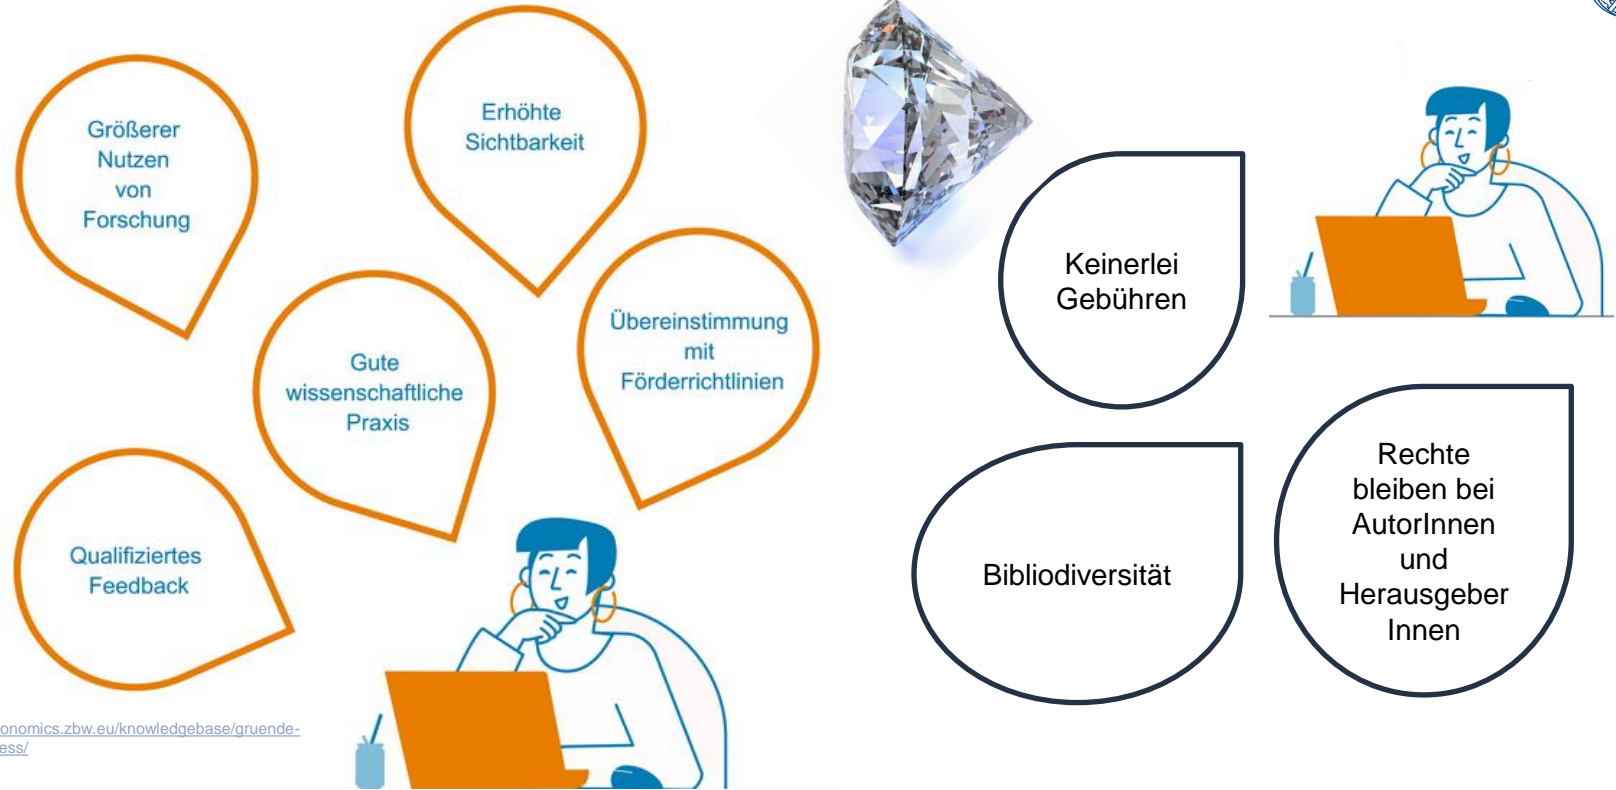 Größerer
Nutzen
von
Forschung
Erhöhte
Sichtbarkeit
Gute
wissenschaftliche
Praxis
Übereinstimmung
mit
Förderrichtlinien
Qualifiziertes
Feedback
onomics.zbw.eu/knowledgebase/gruende-
ess/
Keinerlei
Gebühren
Bibliodiversität
Rechte
bleiben bei
AutorInnen
und
Herausgeber
Innen